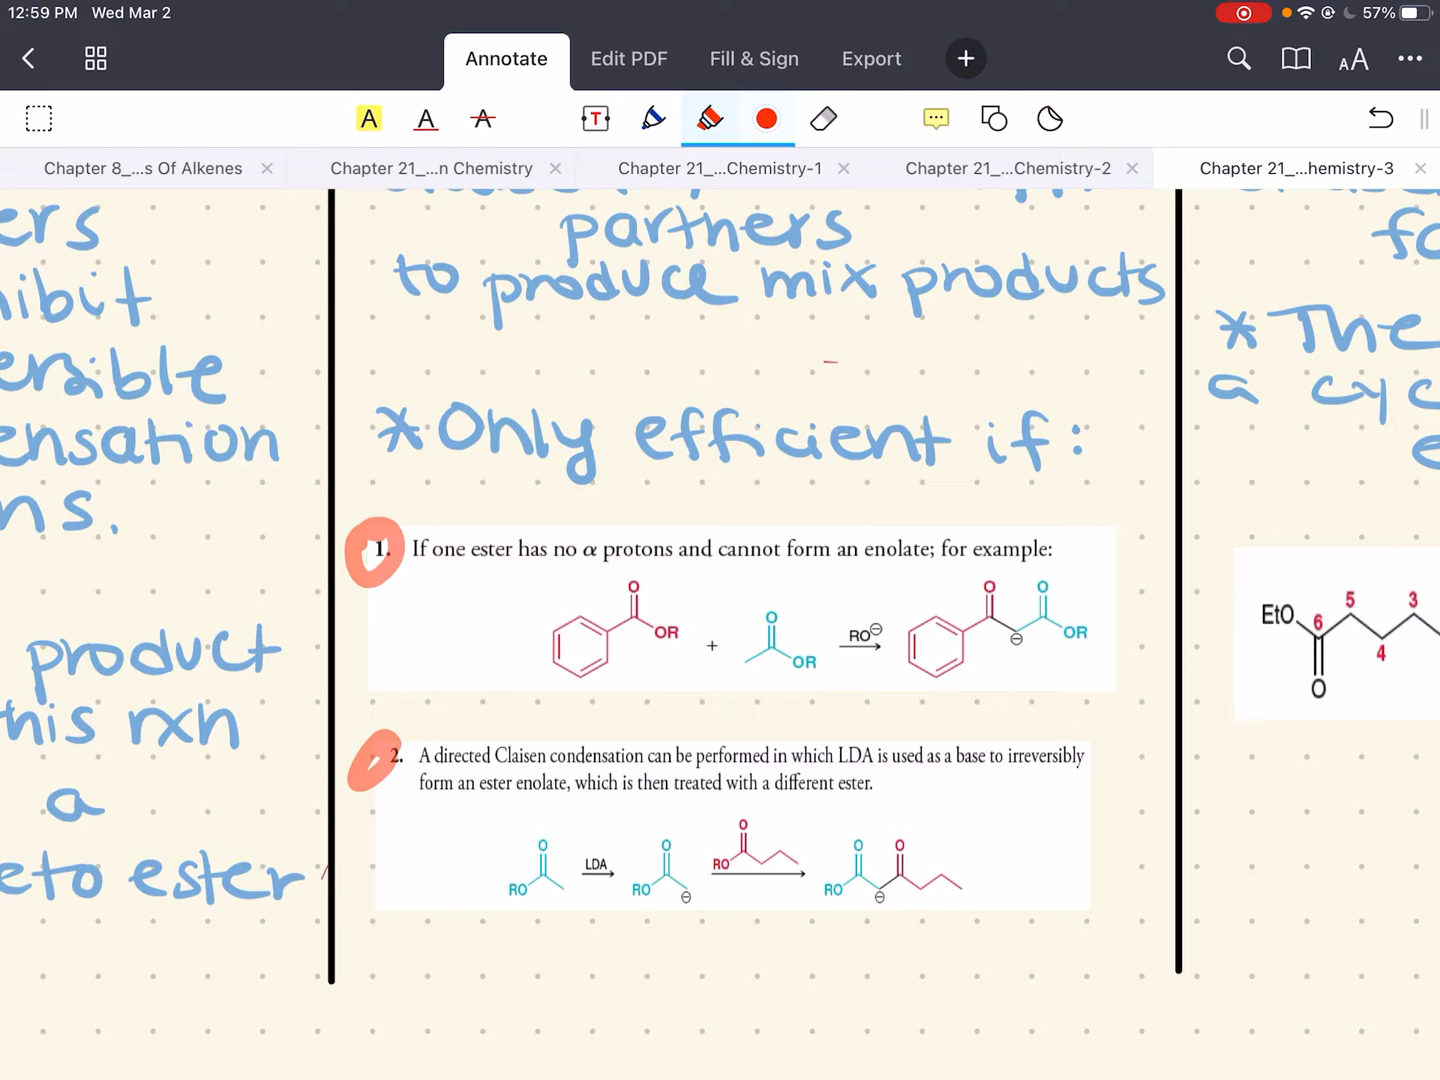 12:59 PM Wed Mar 2
57%
Annotate
Edit PDF
Fill & Sign
Export
Chapter 8_...s Of Alkenes
Chapter 21_...n Chemistry
Chapter 21_...Chemistry-1
Chapter 21_...Chemistry-2
Chapter 21_...hemistry-3
ers
hibit
ersible
ensation
ns.
product
this rxn
a
eto ester
partners
to produce mix products
* Only efficient if:
1. If one ester has no α protons and cannot form an enolate; for example:
O
OR
+
O
OR
RO⊖
O
O
⊖
OR
2. A directed Claisen condensation can be performed in which LDA is used as a base to irreversibly
form an ester enolate, which is then treated with a different ester.
O
RO
LDA
O
RO
⊖
O
RO
O
O
RO
⊖
* The
a cyc
e
EtO
6
5
4
3
O